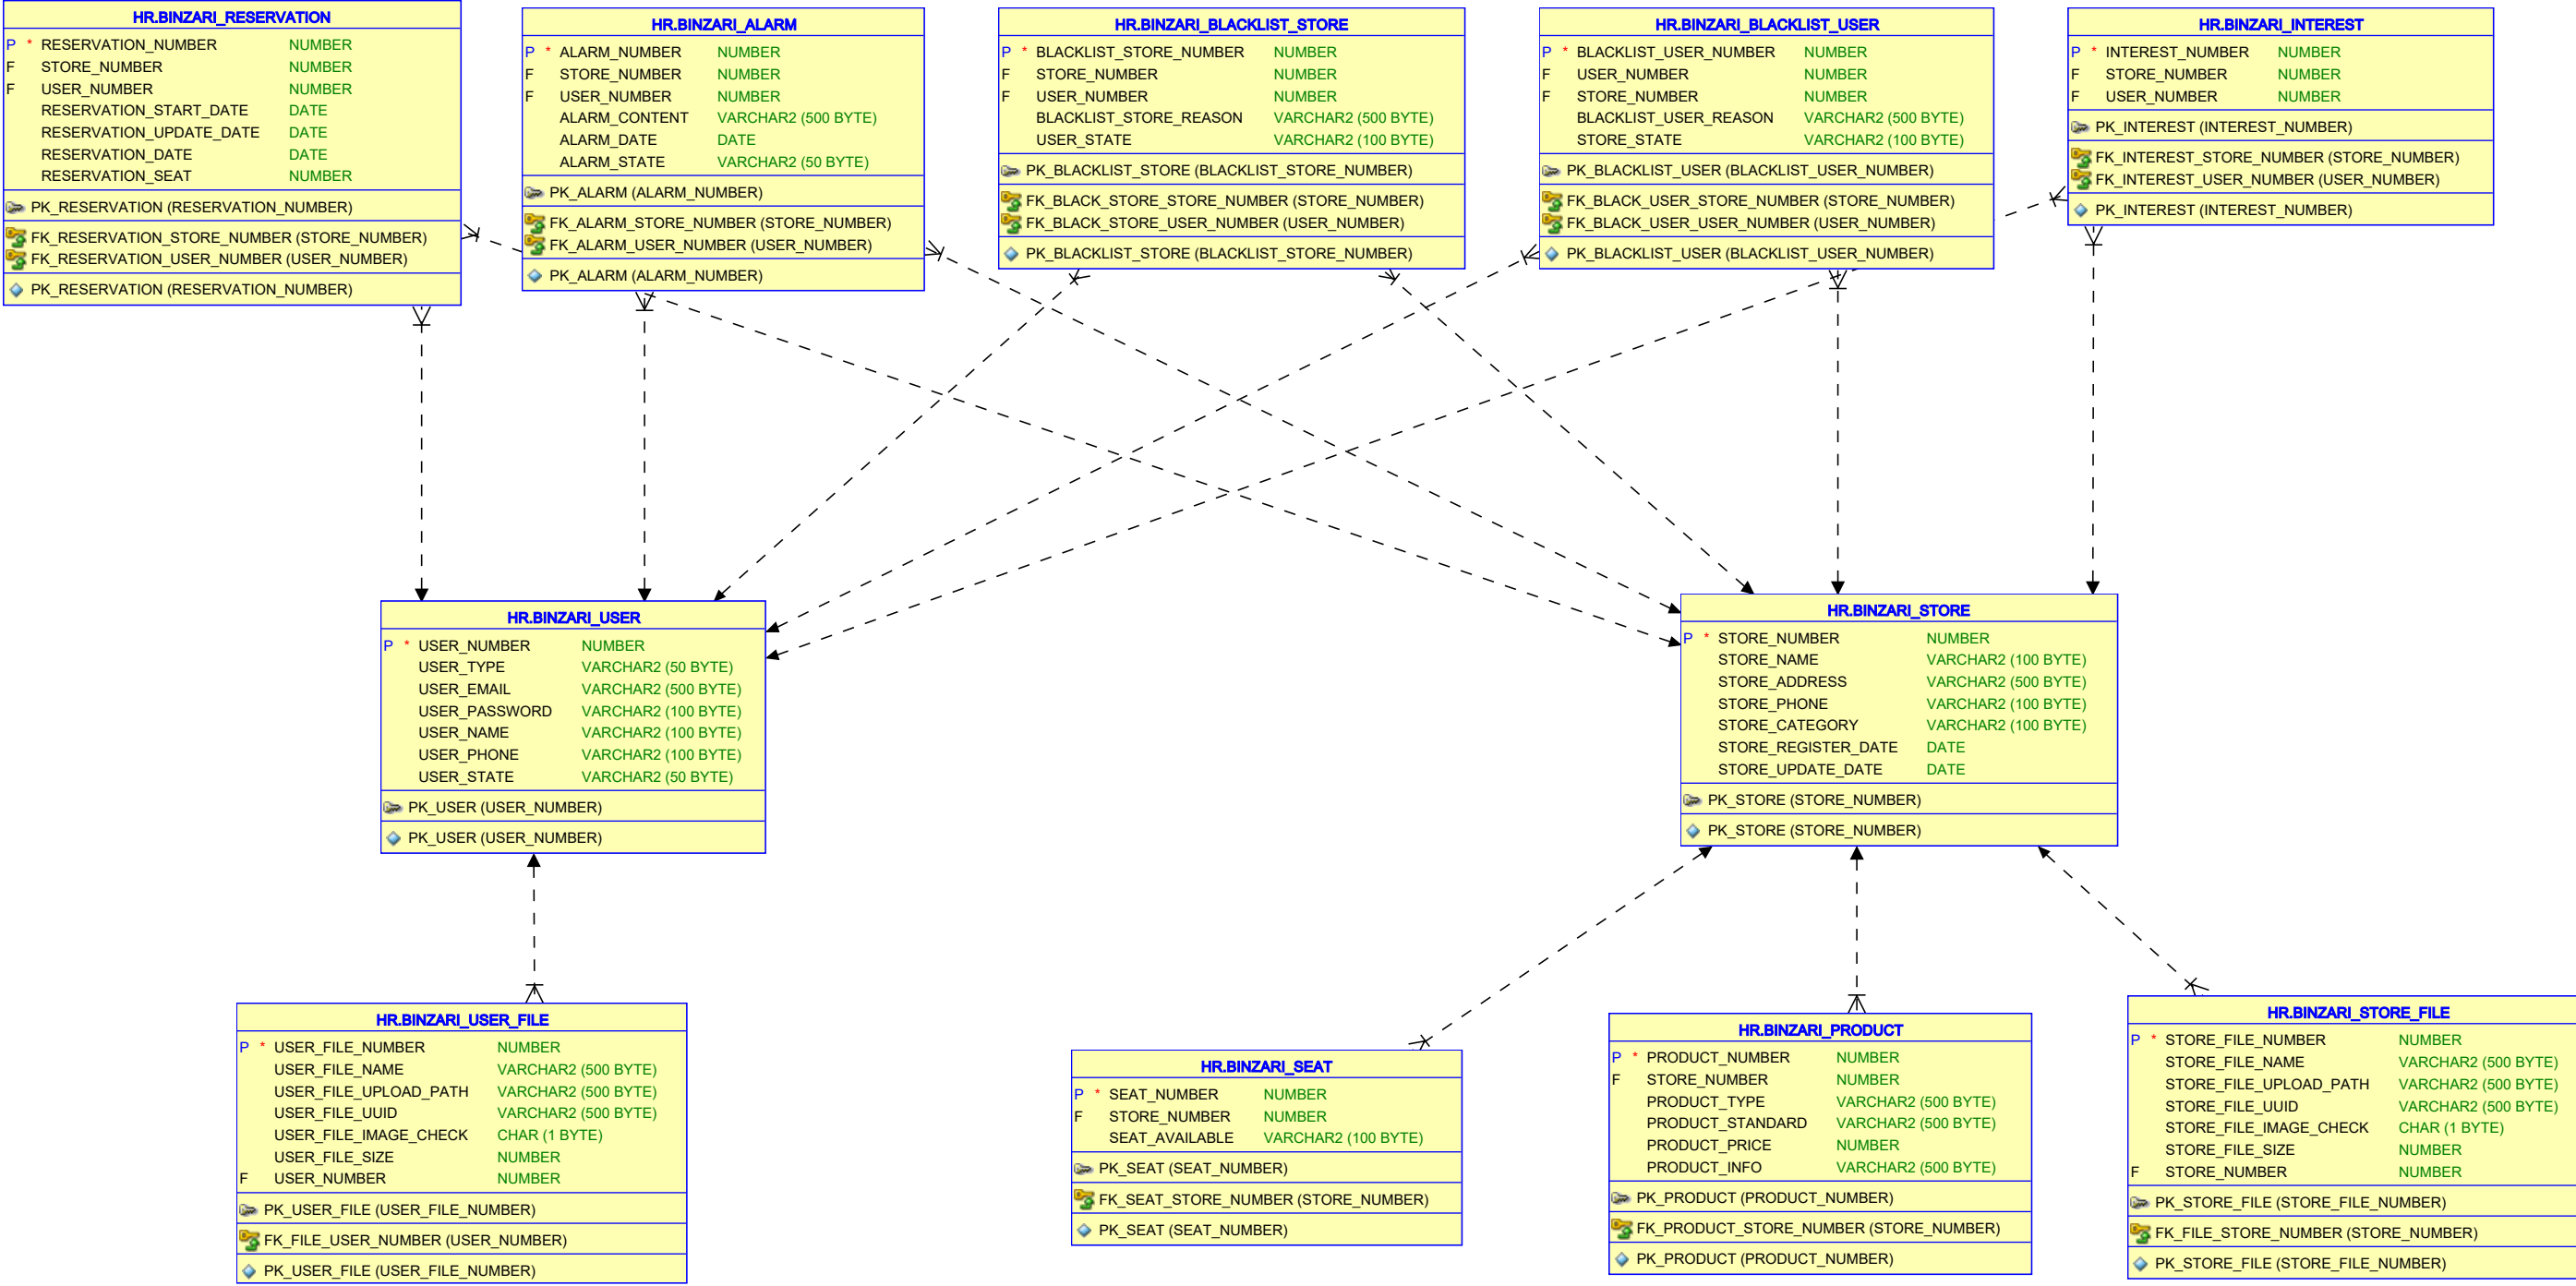 HR.BINZARI_RESERVATION
P * RESERVATION_NUMBER NUMBER
F STORE_NUMBER NUMBER
F USER_NUMBER NUMBER
RESERVATION_START_DATE DATE
RESERVATION_UPDATE_DATE DATE
RESERVATION_DATE DATE
RESERVATION_SEAT NUMBER
PK_RESERVATION (RESERVATION_NUMBER)
FK_RESERVATION_STORE_NUMBER (STORE_NUMBER)
FK_RESERVATION_USER_NUMBER (USER_NUMBER)
PK_RESERVATION (RESERVATION_NUMBER)
HR.BINZARI_ALARM
P * ALARM_NUMBER NUMBER
F STORE_NUMBER NUMBER
F USER_NUMBER NUMBER
ALARM_CONTENT VARCHAR2 (500 BYTE)
ALARM_DATE DATE
ALARM_STATE VARCHAR2 (50 BYTE)
PK_ALARM (ALARM_NUMBER)
FK_ALARM_STORE_NUMBER (STORE_NUMBER)
FK_ALARM_USER_NUMBER (USER_NUMBER)
PK_ALARM (ALARM_NUMBER)
HR.BINZARI_BLACKLIST_STORE
P * BLACKLIST_STORE_NUMBER NUMBER
F STORE_NUMBER NUMBER
F USER_NUMBER NUMBER
BLACKLIST_STORE_REASON VARCHAR2 (500 BYTE)
USER_STATE VARCHAR2 (100 BYTE)
PK_BLACKLIST_STORE (BLACKLIST_STORE_NUMBER)
FK_BLACK_STORE_STORE_NUMBER (STORE_NUMBER)
FK_BLACK_STORE_USER_NUMBER (USER_NUMBER)
PK_BLACKLIST_STORE (BLACKLIST_STORE_NUMBER)
HR.BINZARI_BLACKLIST_USER
P * BLACKLIST_USER_NUMBER NUMBER
F USER_NUMBER NUMBER
F STORE_NUMBER NUMBER
BLACKLIST_USER_REASON VARCHAR2 (500 BYTE)
STORE_STATE VARCHAR2 (100 BYTE)
PK_BLACKLIST_USER (BLACKLIST_USER_NUMBER)
FK_BLACK_USER_STORE_NUMBER (STORE_NUMBER)
FK_BLACK_USER_USER_NUMBER (USER_NUMBER)
PK_BLACKLIST_USER (BLACKLIST_USER_NUMBER)
HR.BINZARI_INTEREST
P * INTEREST_NUMBER NUMBER
F STORE_NUMBER NUMBER
F USER_NUMBER NUMBER
PK_INTEREST (INTEREST_NUMBER)
FK_INTEREST_STORE_NUMBER (STORE_NUMBER)
FK_INTEREST_USER_NUMBER (USER_NUMBER)
PK_INTEREST (INTEREST_NUMBER)
HR.BINZARI_USER
P * USER_NUMBER NUMBER
USER_TYPE VARCHAR2 (50 BYTE)
USER_EMAIL VARCHAR2 (500 BYTE)
USER_PASSWORD VARCHAR2 (100 BYTE)
USER_NAME VARCHAR2 (100 BYTE)
USER_PHONE VARCHAR2 (100 BYTE)
USER_STATE VARCHAR2 (50 BYTE)
PK_USER (USER_NUMBER)
PK_USER (USER_NUMBER)
HR.BINZARI_STORE
P * STORE_NUMBER NUMBER
STORE_NAME VARCHAR2 (100 BYTE)
STORE_ADDRESS VARCHAR2 (500 BYTE)
STORE_PHONE VARCHAR2 (100 BYTE)
STORE_CATEGORY VARCHAR2 (100 BYTE)
STORE_REGISTER_DATE DATE
STORE_UPDATE_DATE DATE
PK_STORE (STORE_NUMBER)
PK_STORE (STORE_NUMBER)
HR.BINZARI_USER_FILE
P * USER_FILE_NUMBER NUMBER
USER_FILE_NAME VARCHAR2 (500 BYTE)
USER_FILE_UPLOAD_PATH VARCHAR2 (500 BYTE)
USER_FILE_UUID VARCHAR2 (500 BYTE)
USER_FILE_IMAGE_CHECK CHAR (1 BYTE)
USER_FILE_SIZE NUMBER
F USER_NUMBER NUMBER
PK_USER_FILE (USER_FILE_NUMBER)
FK_FILE_USER_NUMBER (USER_NUMBER)
PK_USER_FILE (USER_FILE_NUMBER)
HR.BINZARI_SEAT
P * SEAT_NUMBER NUMBER
F STORE_NUMBER NUMBER
SEAT_AVAILABLE VARCHAR2 (100 BYTE)
PK_SEAT (SEAT_NUMBER)
FK_SEAT_STORE_NUMBER (STORE_NUMBER)
PK_SEAT (SEAT_NUMBER)
HR.BINZARI_PRODUCT
P * PRODUCT_NUMBER NUMBER
F STORE_NUMBER NUMBER
PRODUCT_TYPE VARCHAR2 (500 BYTE)
PRODUCT_STANDARD VARCHAR2 (500 BYTE)
PRODUCT_PRICE NUMBER
PRODUCT_INFO VARCHAR2 (500 BYTE)
PK_PRODUCT (PRODUCT_NUMBER)
FK_PRODUCT_STORE_NUMBER (STORE_NUMBER)
PK_PRODUCT (PRODUCT_NUMBER)
HR.BINZARI_STORE_FILE
P * STORE_FILE_NUMBER NUMBER
STORE_FILE_NAME VARCHAR2 (500 BYTE)
STORE_FILE_UPLOAD_PATH VARCHAR2 (500 BYTE)
STORE_FILE_UUID VARCHAR2 (500 BYTE)
STORE_FILE_IMAGE_CHECK CHAR (1 BYTE)
STORE_FILE_SIZE NUMBER
F STORE_NUMBER NUMBER
PK_STORE_FILE (STORE_FILE_NUMBER)
FK_FILE_STORE_NUMBER (STORE_NUMBER)
PK_STORE_FILE (STORE_FILE_NUMBER)